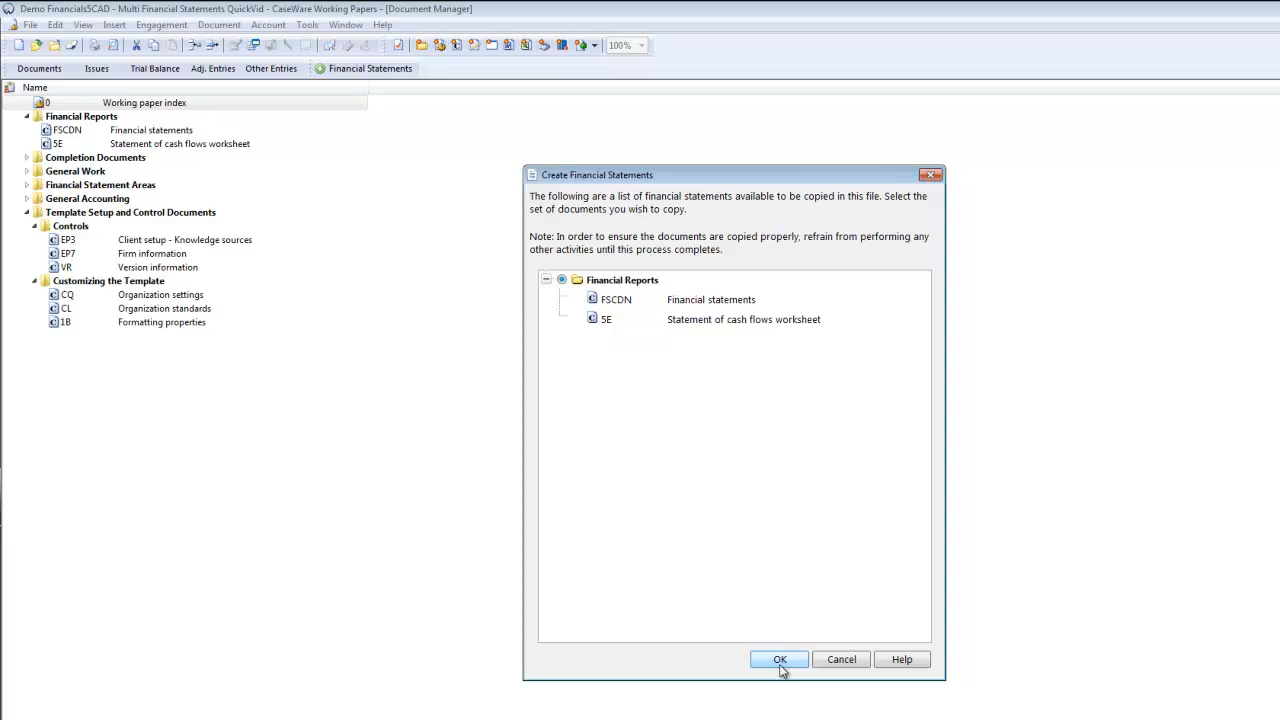 Demo Financials5CAD - Multi Financial Statements QuickVid - CaseWare Working Papers - [Document Manager]
File Edit View Insert Engagement Document Account Tools Window Help
100%
Documents Issues Trial Balance Adj. Entries Other Entries Financial Statements
Name
0 Working paper index
Financial Reports
FSCDN Financial statements
5E Statement of cash flows worksheet
Completion Documents
General Work
Financial Statement Areas
General Accounting
Template Setup and Control Documents
Controls
EP3 Client setup - Knowledge sources
EP7 Firm information
VR Version information
Customizing the Template
CQ Organization settings
CL Organization standards
1B Formatting properties
Create Financial Statements
The following are a list of financial statements available to be copied in this file. Select the
set of documents you wish to copy.
Note: In order to ensure the documents are copied properly, refrain from performing any
other activities until this process completes.
Financial Reports
FSCDN Financial statements
5E Statement of cash flows worksheet
OK Cancel Help